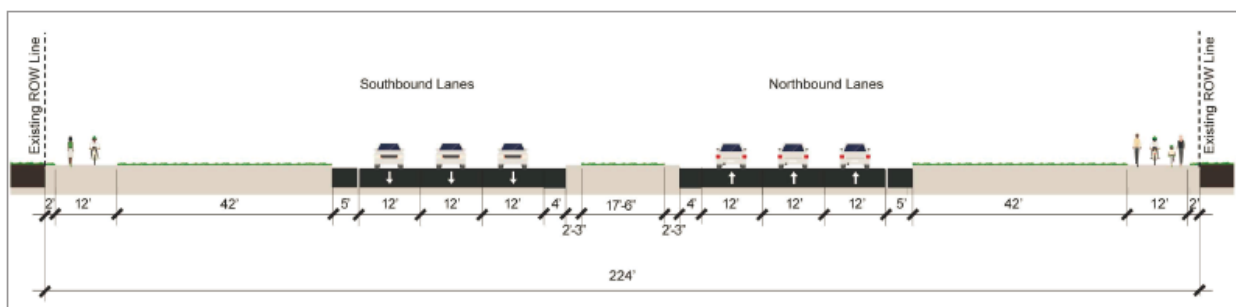 Existing ROW Line
Southbound Lanes
Northbound Lanes
Existing ROW Line
2' 12' 42' 5' 12' 12' 12' 4' 17'-6" 4' 12' 12' 12' 5' 42' 12' 2'
2'-3" 2'-3"
224'